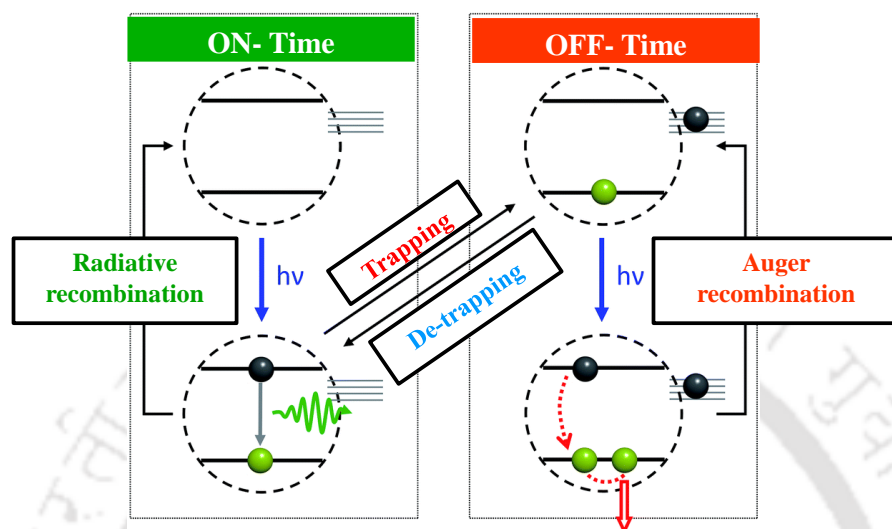 ON- Time
OFF- Time
Radiative
recombination
hν
Trapping
De-trapping
hν
Auger
recombination